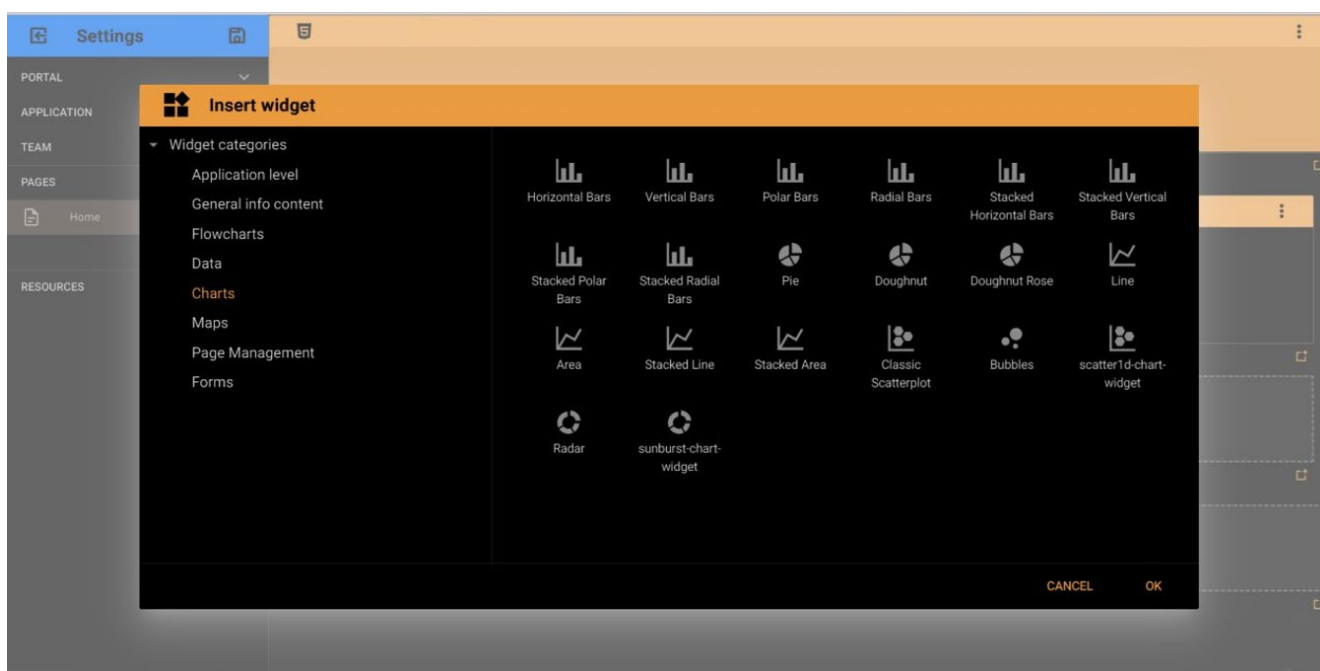 Settings
PORTAL
APPLICATION
TEAM
PAGES
Home
RESOURCES
Insert widget
Widget categories
Application level
General info content
Flowcharts
Data
Charts
Maps
Page Management
Forms
Horizontal Bars
Vertical Bars
Polar Bars
Radial Bars
Stacked
Horizontal Bars
Stacked Vertical
Bars
Stacked Polar
Bars
Stacked Radial
Bars
Pie
Doughnut
Doughnut Rose
Line
Area
Stacked Line
Stacked Area
Classic
Scatterplot
Bubbles
scatter1d-chart-
widget
Radar
sunburst-chart-
widget
CANCEL
OK